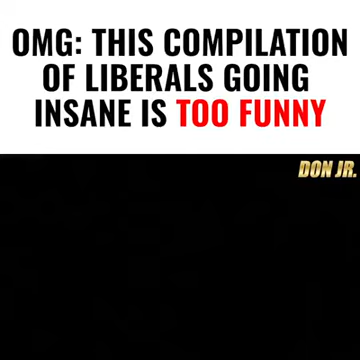 OMG: THIS COMPILATION
OF LIBERALS GOING
INSANE IS TOO FUNNY
DON JR.